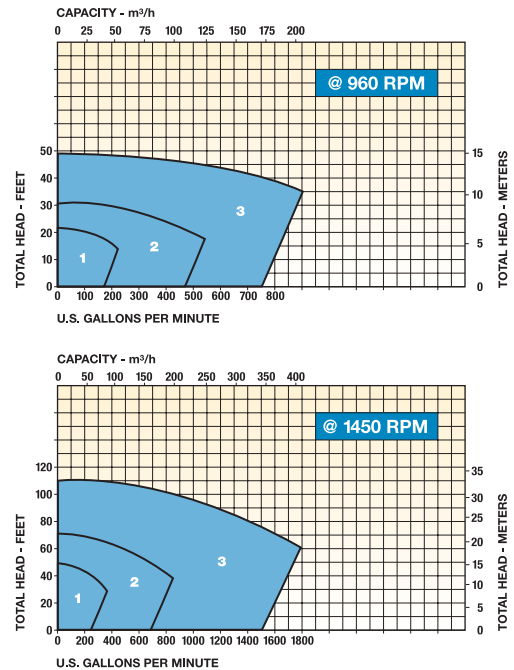 CAPACITY - m³/h
0 25 50 75 100 125 150 175 200
@ 960 RPM
TOTAL HEAD - FEET
50
40
30
20
10
0
1
2
3
15
10
5
0
TOTAL HEAD - METERS
0 100 200 300 400 500 600 700 800
U.S. GALLONS PER MINUTE
CAPACITY - m³/h
0 50 100 150 200 250 300 350 400
@ 1450 RPM
TOTAL HEAD - FEET
120
100
80
60
40
20
0
1
2
3
35
30
25
20
15
10
5
0
TOTAL HEAD - METERS
0 200 400 600 800 1000 1200 1400 1600 1800
U.S. GALLONS PER MINUTE